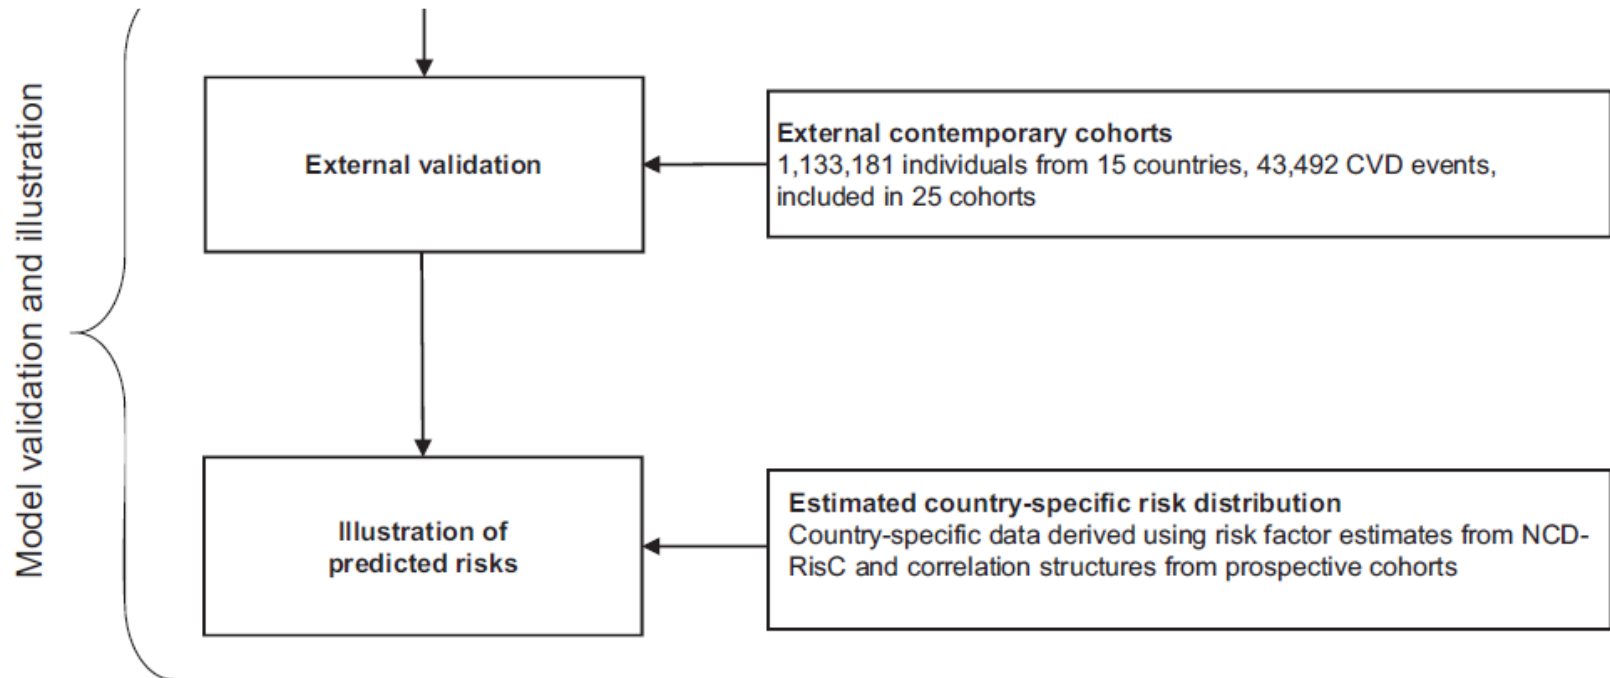 Model validation and illustration
External validation
External contemporary cohorts
1,133,181 individuals from 15 countries, 43,492 CVD events,
included in 25 cohorts
Illustration of
predicted risks
Estimated country-specific risk distribution
Country-specific data derived using risk factor estimates from NCD-
RisC and correlation structures from prospective cohorts